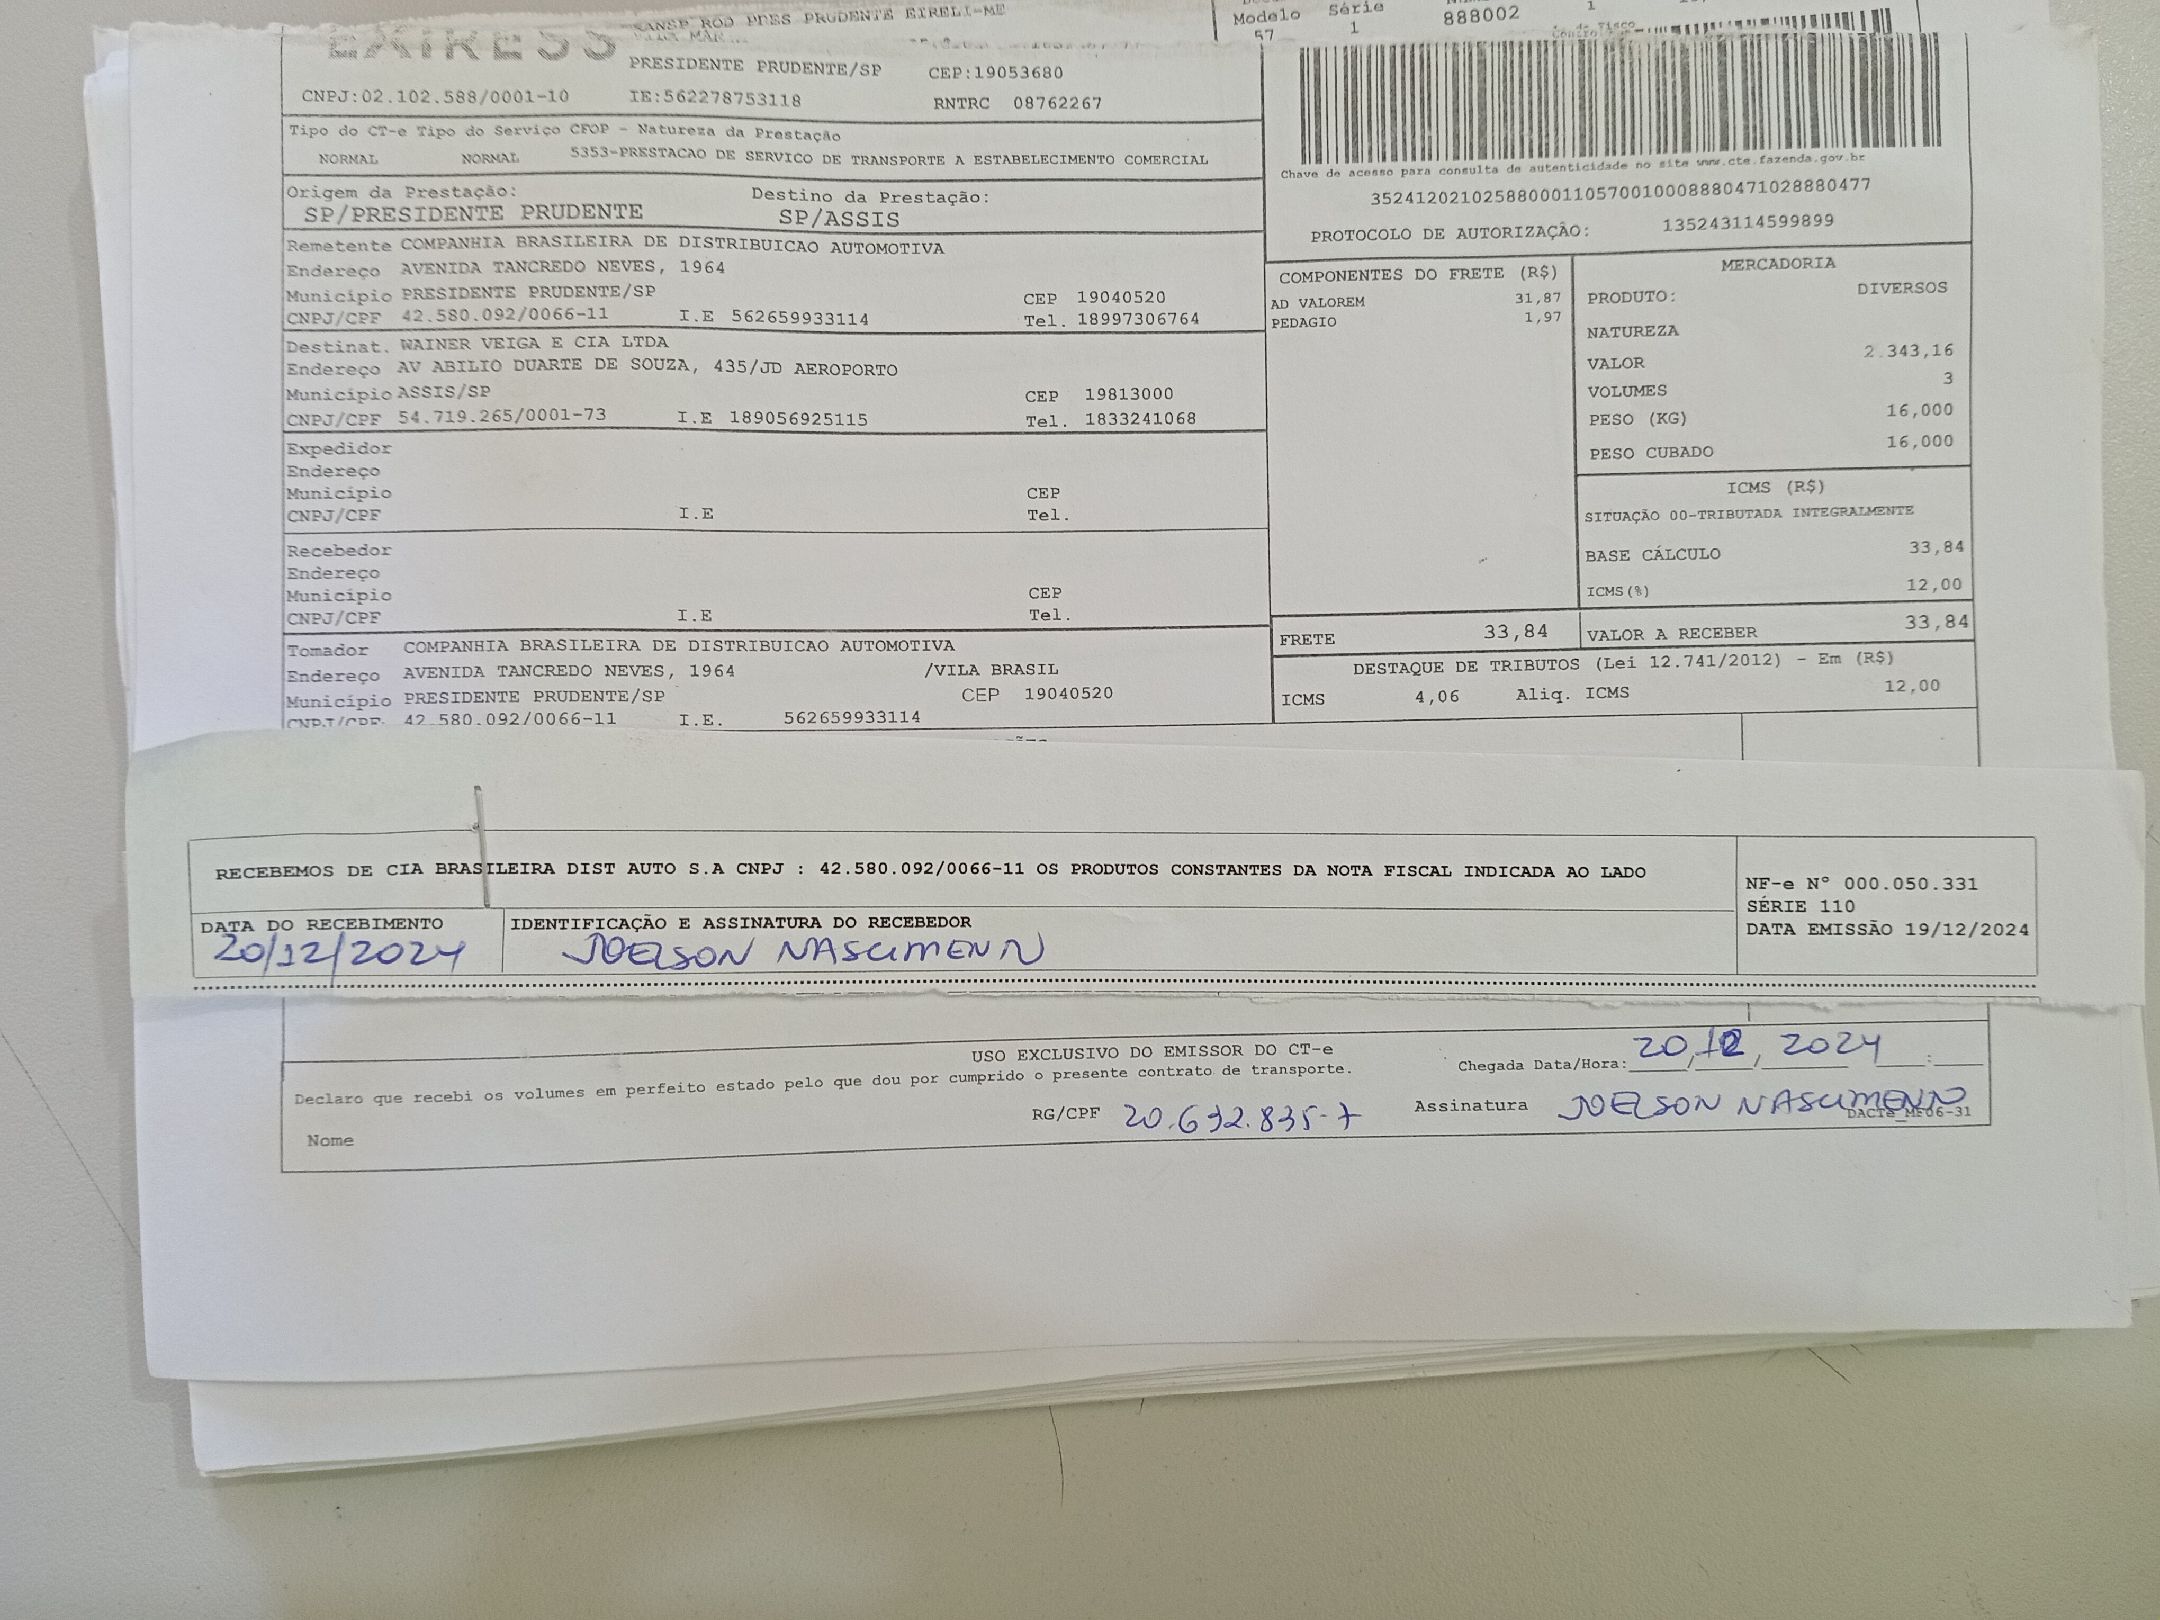 ROD PRES PRUDENTE EIRELI-ME
Modelo Série
57 1 888002 1
PRESIDENTE PRUDENTE/SP CEP:19053680
CNPJ:02.102.588/0001-10 IE:562278753118 RNTRC 08762267
Tipo do CT-e Tipo do Serviço CFOP - Natureza da Prestação
NORMAL NORMAL 5353-PRESTACAO DE SERVICO DE TRANSPORTE A ESTABELECIMENTO COMERCIAL
Origem da Prestação: Destino da Prestação:
SP/PRESIDENTE PRUDENTE SP/ASSIS
Chave de acesso para consulta de autenticidade no site www.cte.fazenda.gov.br
35241202102588000110570010008880471028880477
PROTOCOLO DE AUTORIZAÇÃO: 135243114599899
Remetente COMPANHIA BRASILEIRA DE DISTRIBUICAO AUTOMOTIVA
Endereço AVENIDA TANCREDO NEVES, 1964
Município PRESIDENTE PRUDENTE/SP CEP 19040520
CNPJ/CPF 42.580.092/0066-11 I.E 562659933114 Tel. 18997306764
Destinat. WAINER VEIGA E CIA LTDA
Endereço AV ABILIO DUARTE DE SOUZA, 435/JD AEROPORTO
Município ASSIS/SP CEP 19813000
CNPJ/CPF 54.719.265/0001-73 I.E 189056925115 Tel. 1833241068
Expedidor
Endereço
Município CEP
CNPJ/CPF I.E Tel.
Recebedor
Endereço
Município CEP
CNPJ/CPF I.E Tel.
Tomador COMPANHIA BRASILEIRA DE DISTRIBUICAO AUTOMOTIVA
Endereço AVENIDA TANCREDO NEVES, 1964 /VILA BRASIL
Município PRESIDENTE PRUDENTE/SP CEP 19040520
CNPJ/CPF. 42.580.092/0066-11 I.E. 562659933114
COMPONENTES DO FRETE (R$)
AD VALOREM 31,87
PEDAGIO 1,97
MERCADORIA
PRODUTO: DIVERSOS
NATUREZA
VALOR 2.343,16
VOLUMES 3
PESO (KG) 16,000
PESO CUBADO 16,000
ICMS (R$)
SITUAÇÃO 00-TRIBUTADA INTEGRALMENTE
BASE CÁLCULO 33,84
ICMS(%) 12,00
FRETE 33,84 VALOR A RECEBER 33,84
DESTAQUE DE TRIBUTOS (Lei 12.741/2012) - Em (R$)
ICMS 4,06 Aliq. ICMS 12,00
RECEBEMOS DE CIA BRASILEIRA DIST AUTO S.A CNPJ : 42.580.092/0066-11 OS PRODUTOS CONSTANTES DA NOTA FISCAL INDICADA AO LADO
NF-e N° 000.050.331
SÉRIE 110
DATA EMISSÃO 19/12/2024
DATA DO RECEBIMENTO IDENTIFICAÇÃO E ASSINATURA DO RECEBEDOR
20/12/2024 JOELSON NASCIMENTO
USO EXCLUSIVO DO EMISSOR DO CT-e
Chegada Data/Hora: 20/12/2024 :
Declaro que recebi os volumes em perfeito estado pelo que dou por cumprido o presente contrato de transporte.
Nome RG/CPF 20.632.835-7 Assinatura JOELSON NASCIMENTO
DACTe_MF06-31